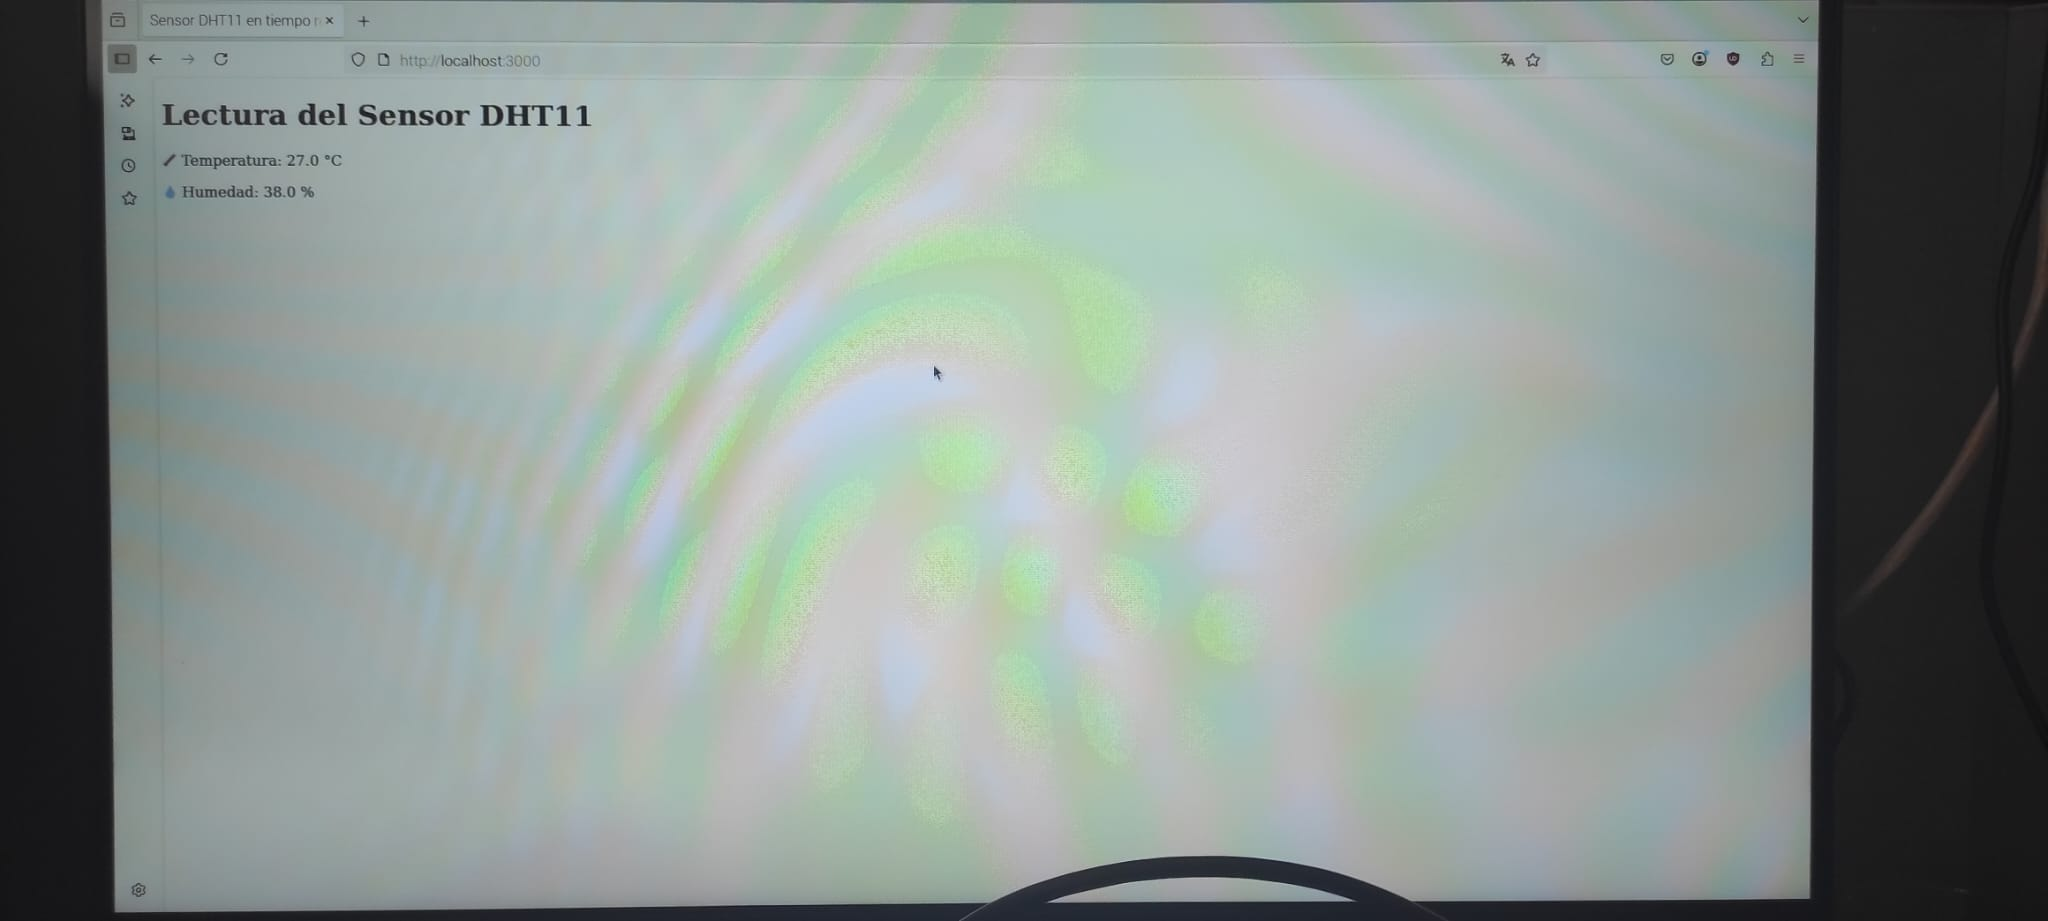 Sensor DHT11 en tiempo
http://localhost:3000
Lectura del Sensor DHT11
Temperatura: 27.0 °C
Humedad: 38.0 %